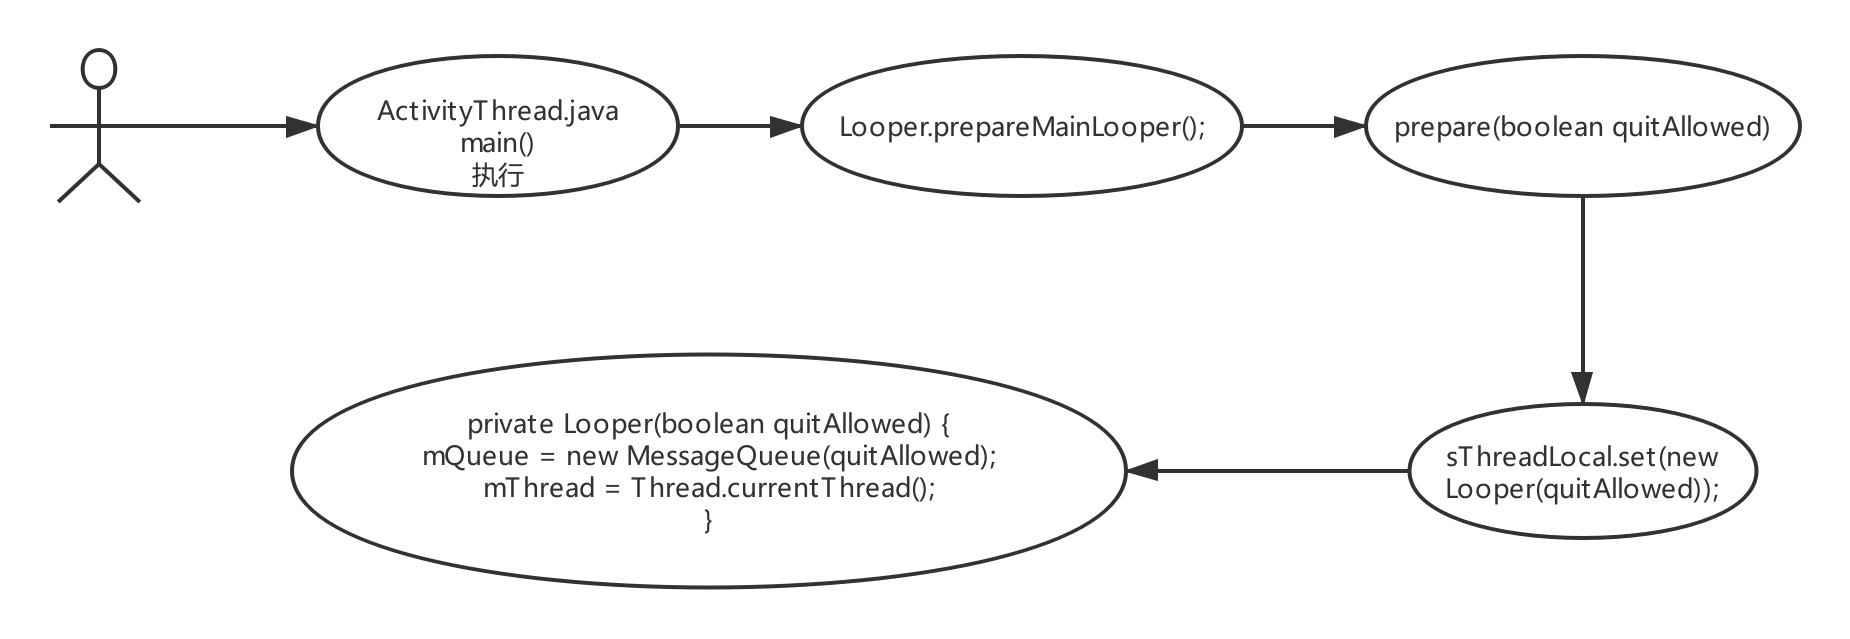 ActivityThread.java
main()
执行
Looper.prepareMainLooper();
prepare(boolean quitAllowed)
sThreadLocal.set(new
Looper(quitAllowed));
private Looper(boolean quitAllowed) {
mQueue = new MessageQueue(quitAllowed);
mThread = Thread.currentThread();
}